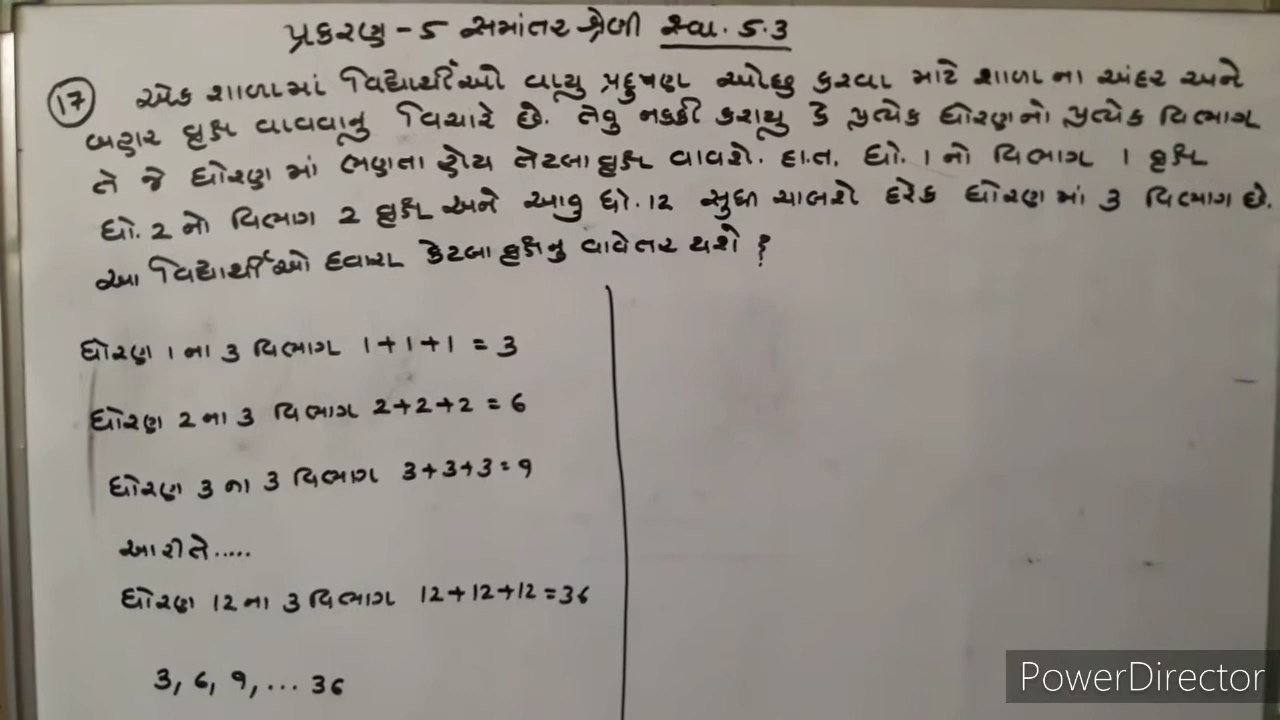 પ્રકરણ - 5 સમાંતર શ્રેણી સ્વા. 5.3
(17) એક શાળામાં વિદ્યાર્થીઓ વાયુ પ્રદુષણ ઓછુ કરવા માટે શાળાના અંદર અને
બહાર વૃક્ષ વાવવાનુ વિચારે છે. તેવુ નક્કી કરાયુ કે પ્રત્યેક ધોરણનો પ્રત્યેક વિભાગ
તે જે ધોરણમાં ભણતા હોય તેટલા વૃક્ષ વાવશે. દા.ત. ધો. 1 નો વિભાગ 1 વૃક્ષ
ધો. 2 નો વિભાગ 2 વૃક્ષ અને આવુ ધો. 12 સુધી ચાલશે દરેક ધોરણમાં 3 વિભાગ છે.
આ વિદ્યાર્થીઓ દ્વારા કેટલા વૃક્ષનુ વાવેતર થશે ?
ધોરણ 1 ના 3 વિભાગ 1+1+1 = 3
ધોરણ 2 ના 3 વિભાગ 2+2+2 = 6
ધોરણ 3 ના 3 વિભાગ 3+3+3 = 9
આ રીતે.....
ધોરણ 12 ના 3 વિભાગ 12+12+12 = 36
3, 6, 9, ... 36
PowerDirector